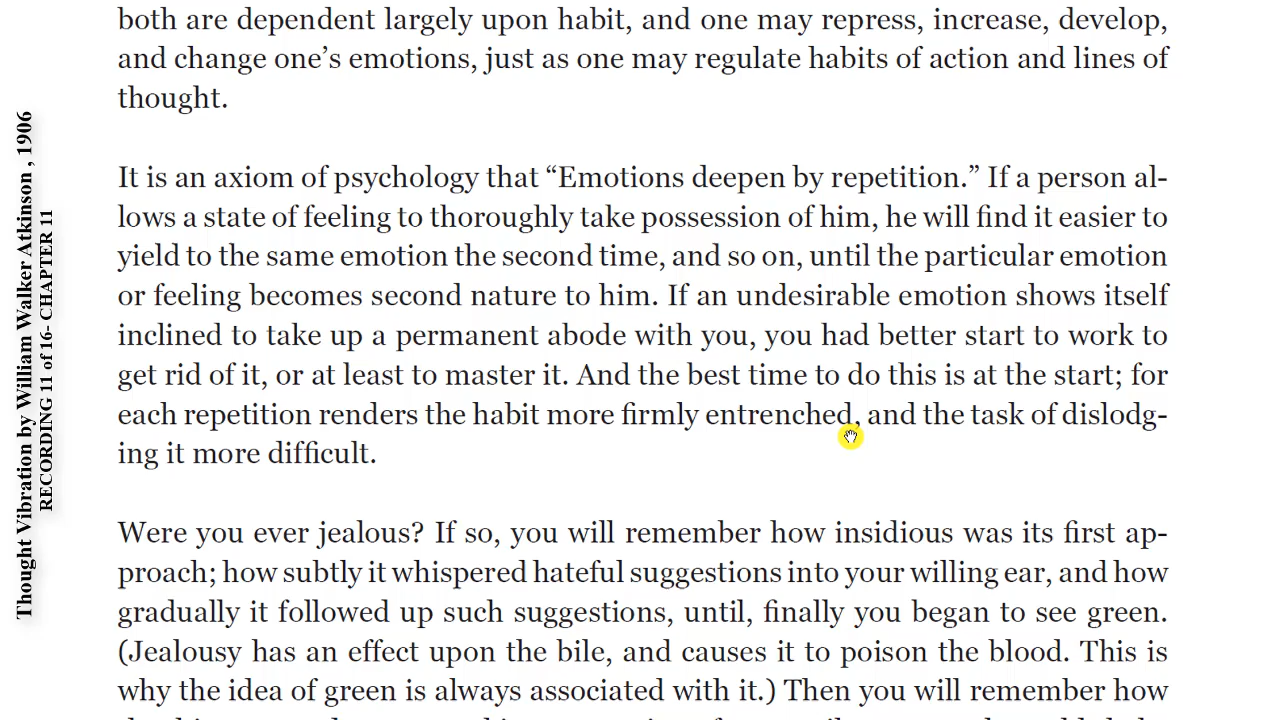 both are dependent largely upon habit, and one may repress, increase, develop,
and change one’s emotions, just as one may regulate habits of action and lines of
thought.
It is an axiom of psychology that “Emotions deepen by repetition.” If a person al-
lows a state of feeling to thoroughly take possession of him, he will find it easier to
yield to the same emotion the second time, and so on, until the particular emotion
or feeling becomes second nature to him. If an undesirable emotion shows itself
inclined to take up a permanent abode with you, you had better start to work to
get rid of it, or at least to master it. And the best time to do this is at the start; for
each repetition renders the habit more firmly entrenched, and the task of dislodg-
ing it more difficult.
Were you ever jealous? If so, you will remember how insidious was its first ap-
proach; how subtly it whispered hateful suggestions into your willing ear, and how
gradually it followed up such suggestions, until, finally you began to see green.
(Jealousy has an effect upon the bile, and causes it to poison the blood. This is
why the idea of green is always associated with it.) Then you will remember how
Thought Vibration by William Walker Atkinson , 1906
RECORDING 11 of 16- CHAPTER 11